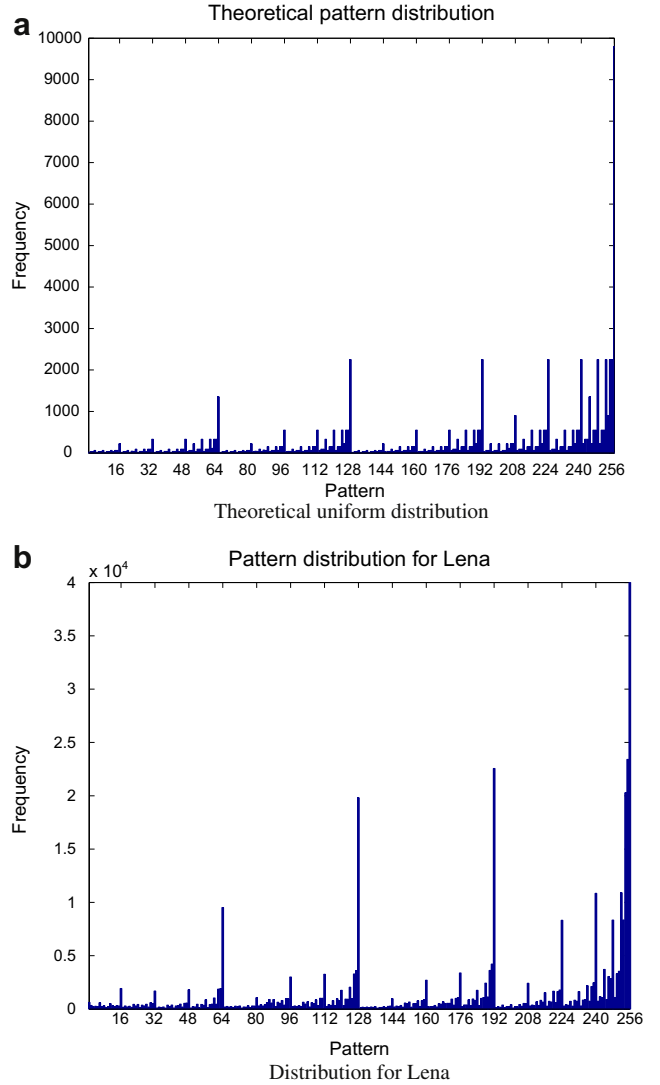 a
Theoretical pattern distribution
10000
9000
8000
7000
6000
5000
4000
3000
2000
1000
0
Frequency
16 32 48 64 80 96 112 128 144 160 176 192 208 224 240 256
Pattern
Theoretical uniform distribution
b
Pattern distribution for Lena
x 10⁴
4
3.5
3
2.5
2
1.5
1
0.5
0
Frequency
16 32 48 64 80 96 112 128 144 160 176 192 208 224 240 256
Pattern
Distribution for Lena